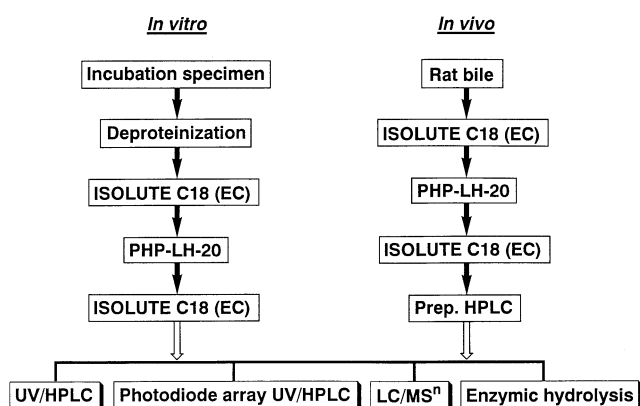 In vitro
In vivo
Incubation specimen
Rat bile
Deproteinization
ISOLUTE C18 (EC)
ISOLUTE C18 (EC)
PHP-LH-20
PHP-LH-20
ISOLUTE C18 (EC)
ISOLUTE C18 (EC)
Prep. HPLC
UV/HPLC
Photodiode array UV/HPLC
LC/MSⁿ
Enzymic hydrolysis